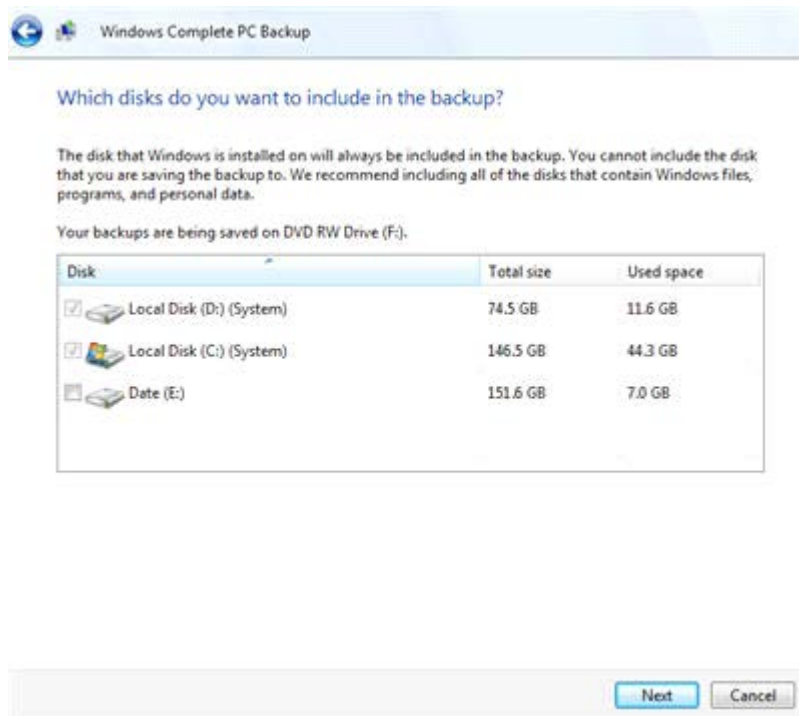 Windows Complete PC Backup
Which disks do you want to include in the backup?
The disk that Windows is installed on will always be included in the backup. You cannot include the disk
that you are saving the backup to. We recommend including all of the disks that contain Windows files,
programs, and personal data.
Your backups are being saved on DVD RW Drive (F:).
Disk Total size Used space
Local Disk (D:) (System) 74.5 GB 11.6 GB
Local Disk (C:) (System) 146.5 GB 44.3 GB
Date (E:) 151.6 GB 7.0 GB
Next Cancel